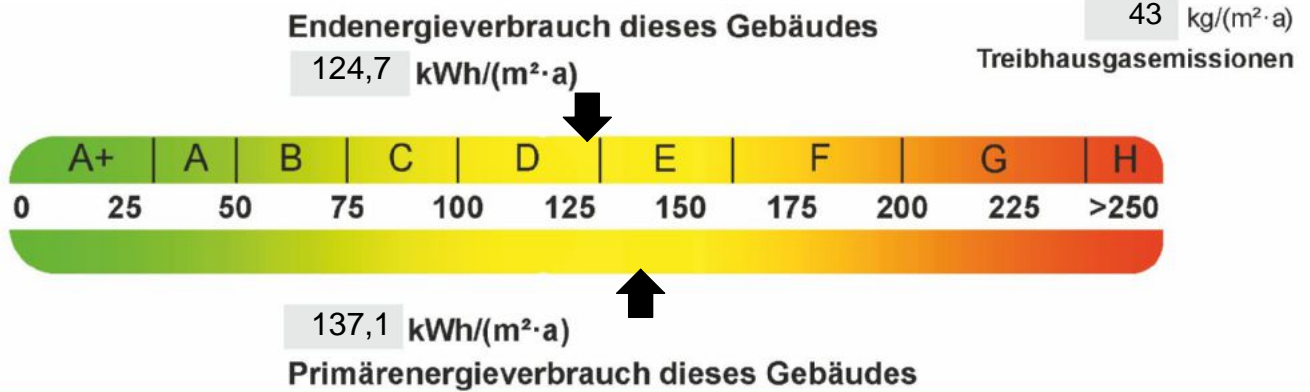 Endenergieverbrauch dieses Gebäudes
124,7 kWh/(m²·a)
43 kg/(m²·a)
Treibhausgasemissionen
A+ A B C D E F G H
0 25 50 75 100 125 150 175 200 225 >250
137,1 kWh/(m²·a)
Primärenergieverbrauch dieses Gebäudes